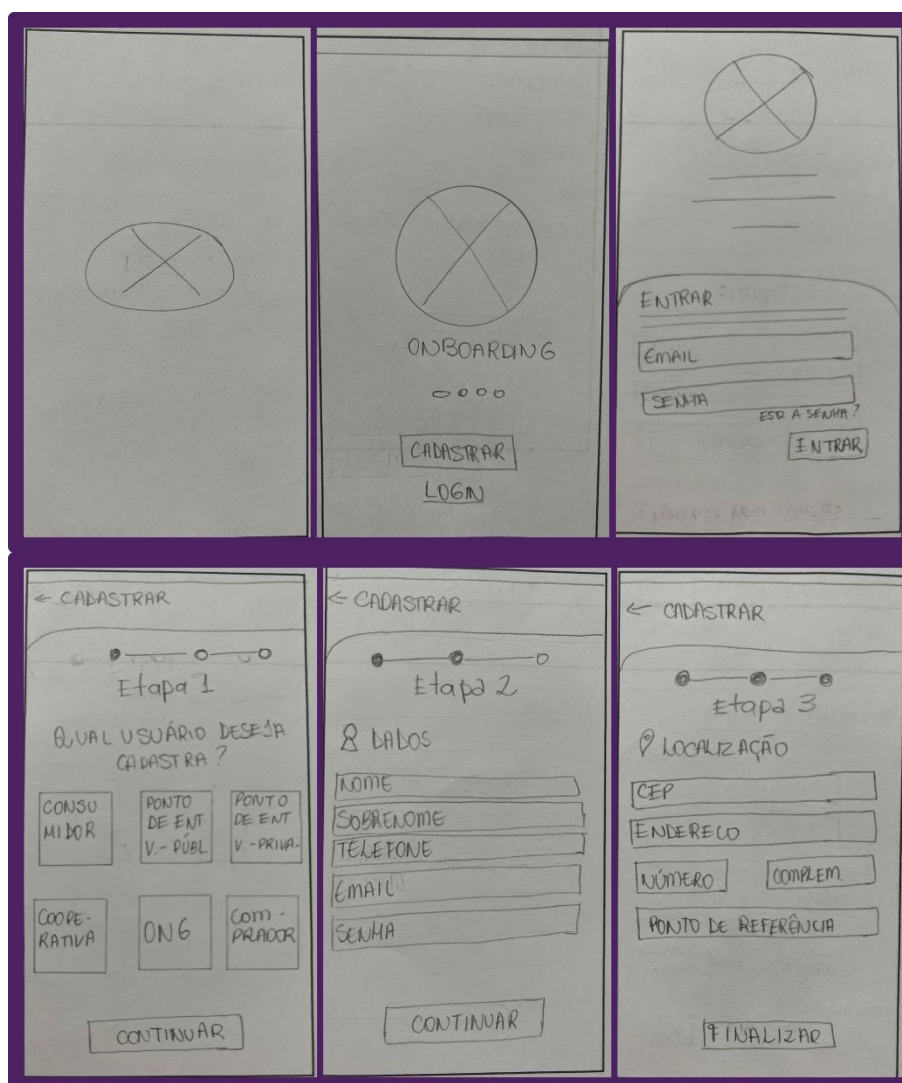 ONBOARDING
CADASTRAR
LOGIN
ENTRAR
EMAIL
SENHA
ESQ A SENHA?
ENTRAR
← CADASTRAR
Etapa 1
QUAL USUÁRIO DESEJA
CADASTRA?
CONSU
MIDOR
PONTO
DE ENT
V.-PÚBL
PONTO
DE ENT
V-PRIVA-
COOPE-
RATIVA
ONG
COM-
PRADOR
CONTINUAR
← CADASTRAR
Etapa 2
DADOS
NOME
SOBRENOME
TELEFONE
EMAIL
SENHA
CONTINUAR
← CADASTRAR
Etapa 3
LOCALIZAÇÃO
CEP
ENDERECO
NÚMERO
COMPLEM.
PONTO DE REFERÊNCIA
FINALIZAR